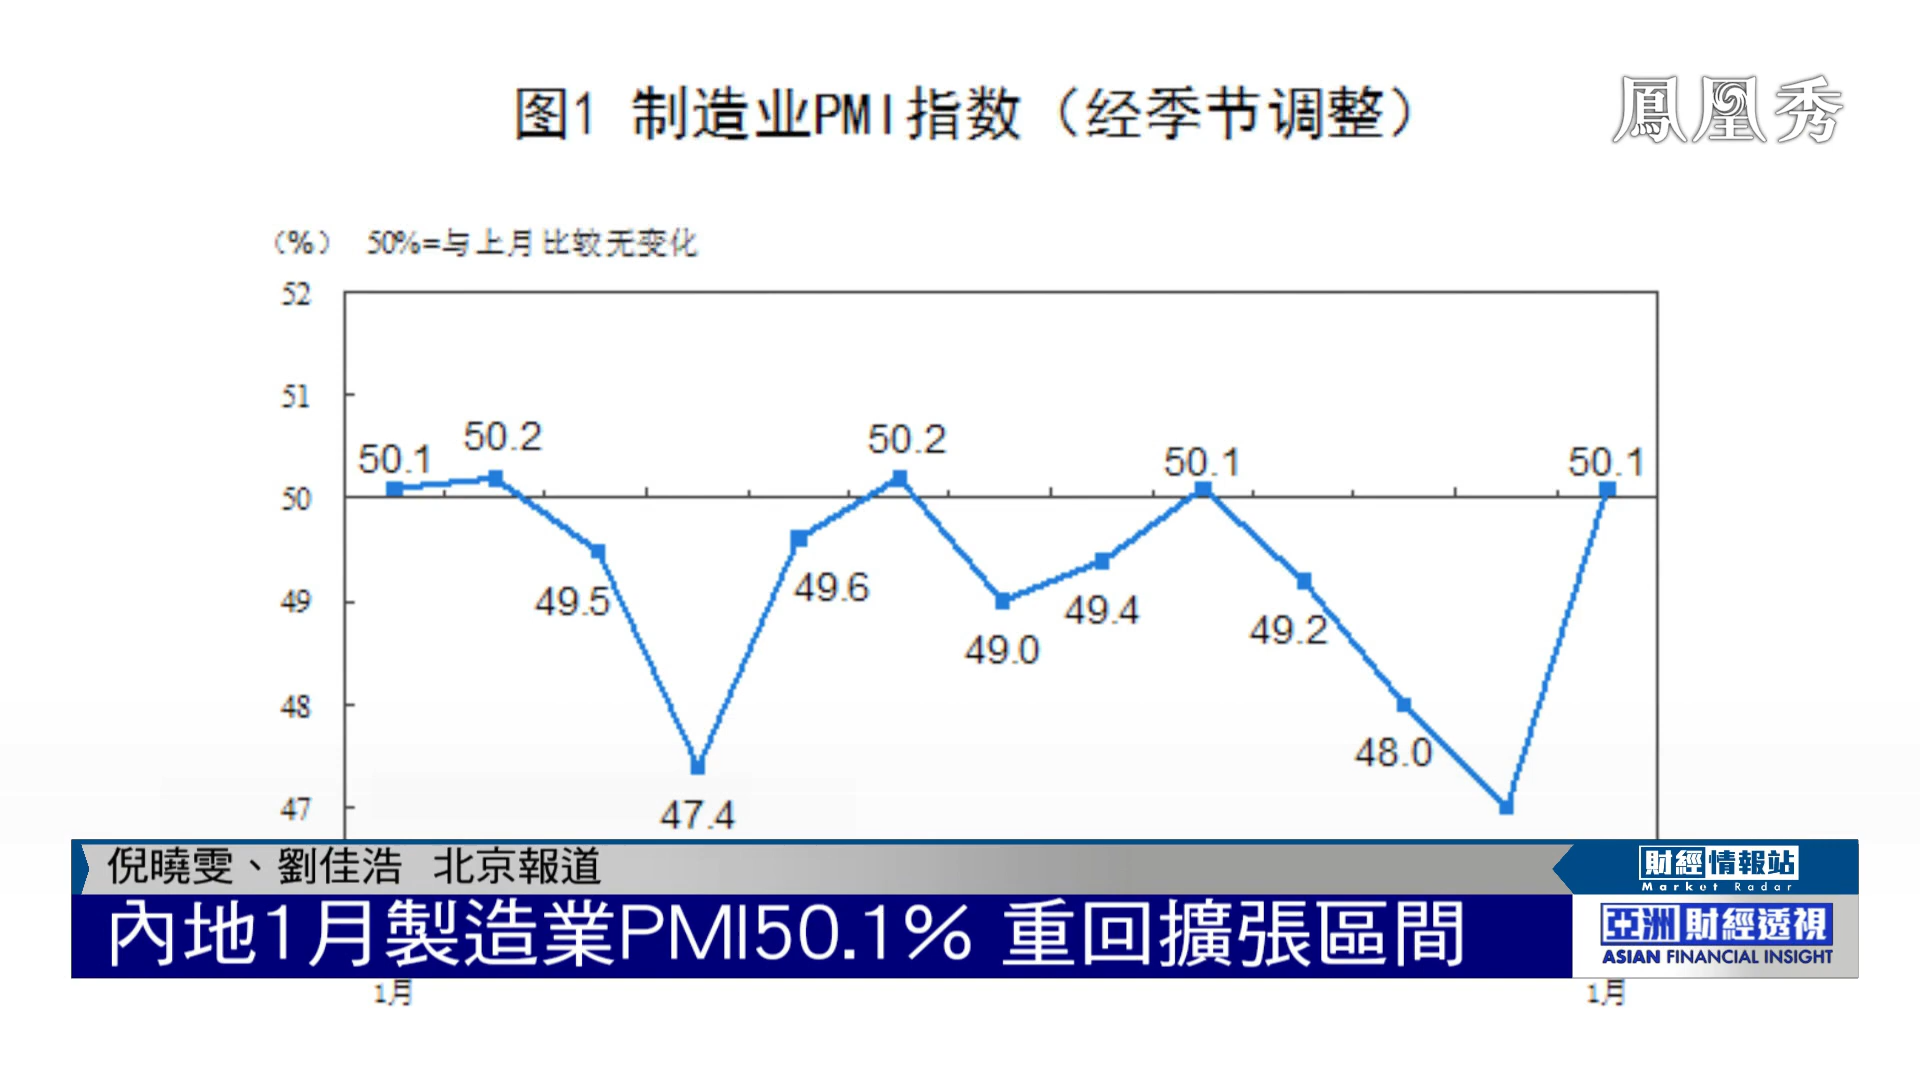 图1 制造业PMI指数（经季节调整）
鳳凰秀
（%） 50%=与上月比较无变化
52
51
50
49
48
47
50.1
50.2
49.5
47.4
49.6
50.2
49.0
49.4
50.1
49.2
48.0
50.1
倪曉雯、劉佳浩 北京報道
財經情報站
Market Radar
內地1月製造業PMI50.1% 重回擴張區間
亞洲財經透視
ASIAN FINANCIAL INSIGHT
1月
1月